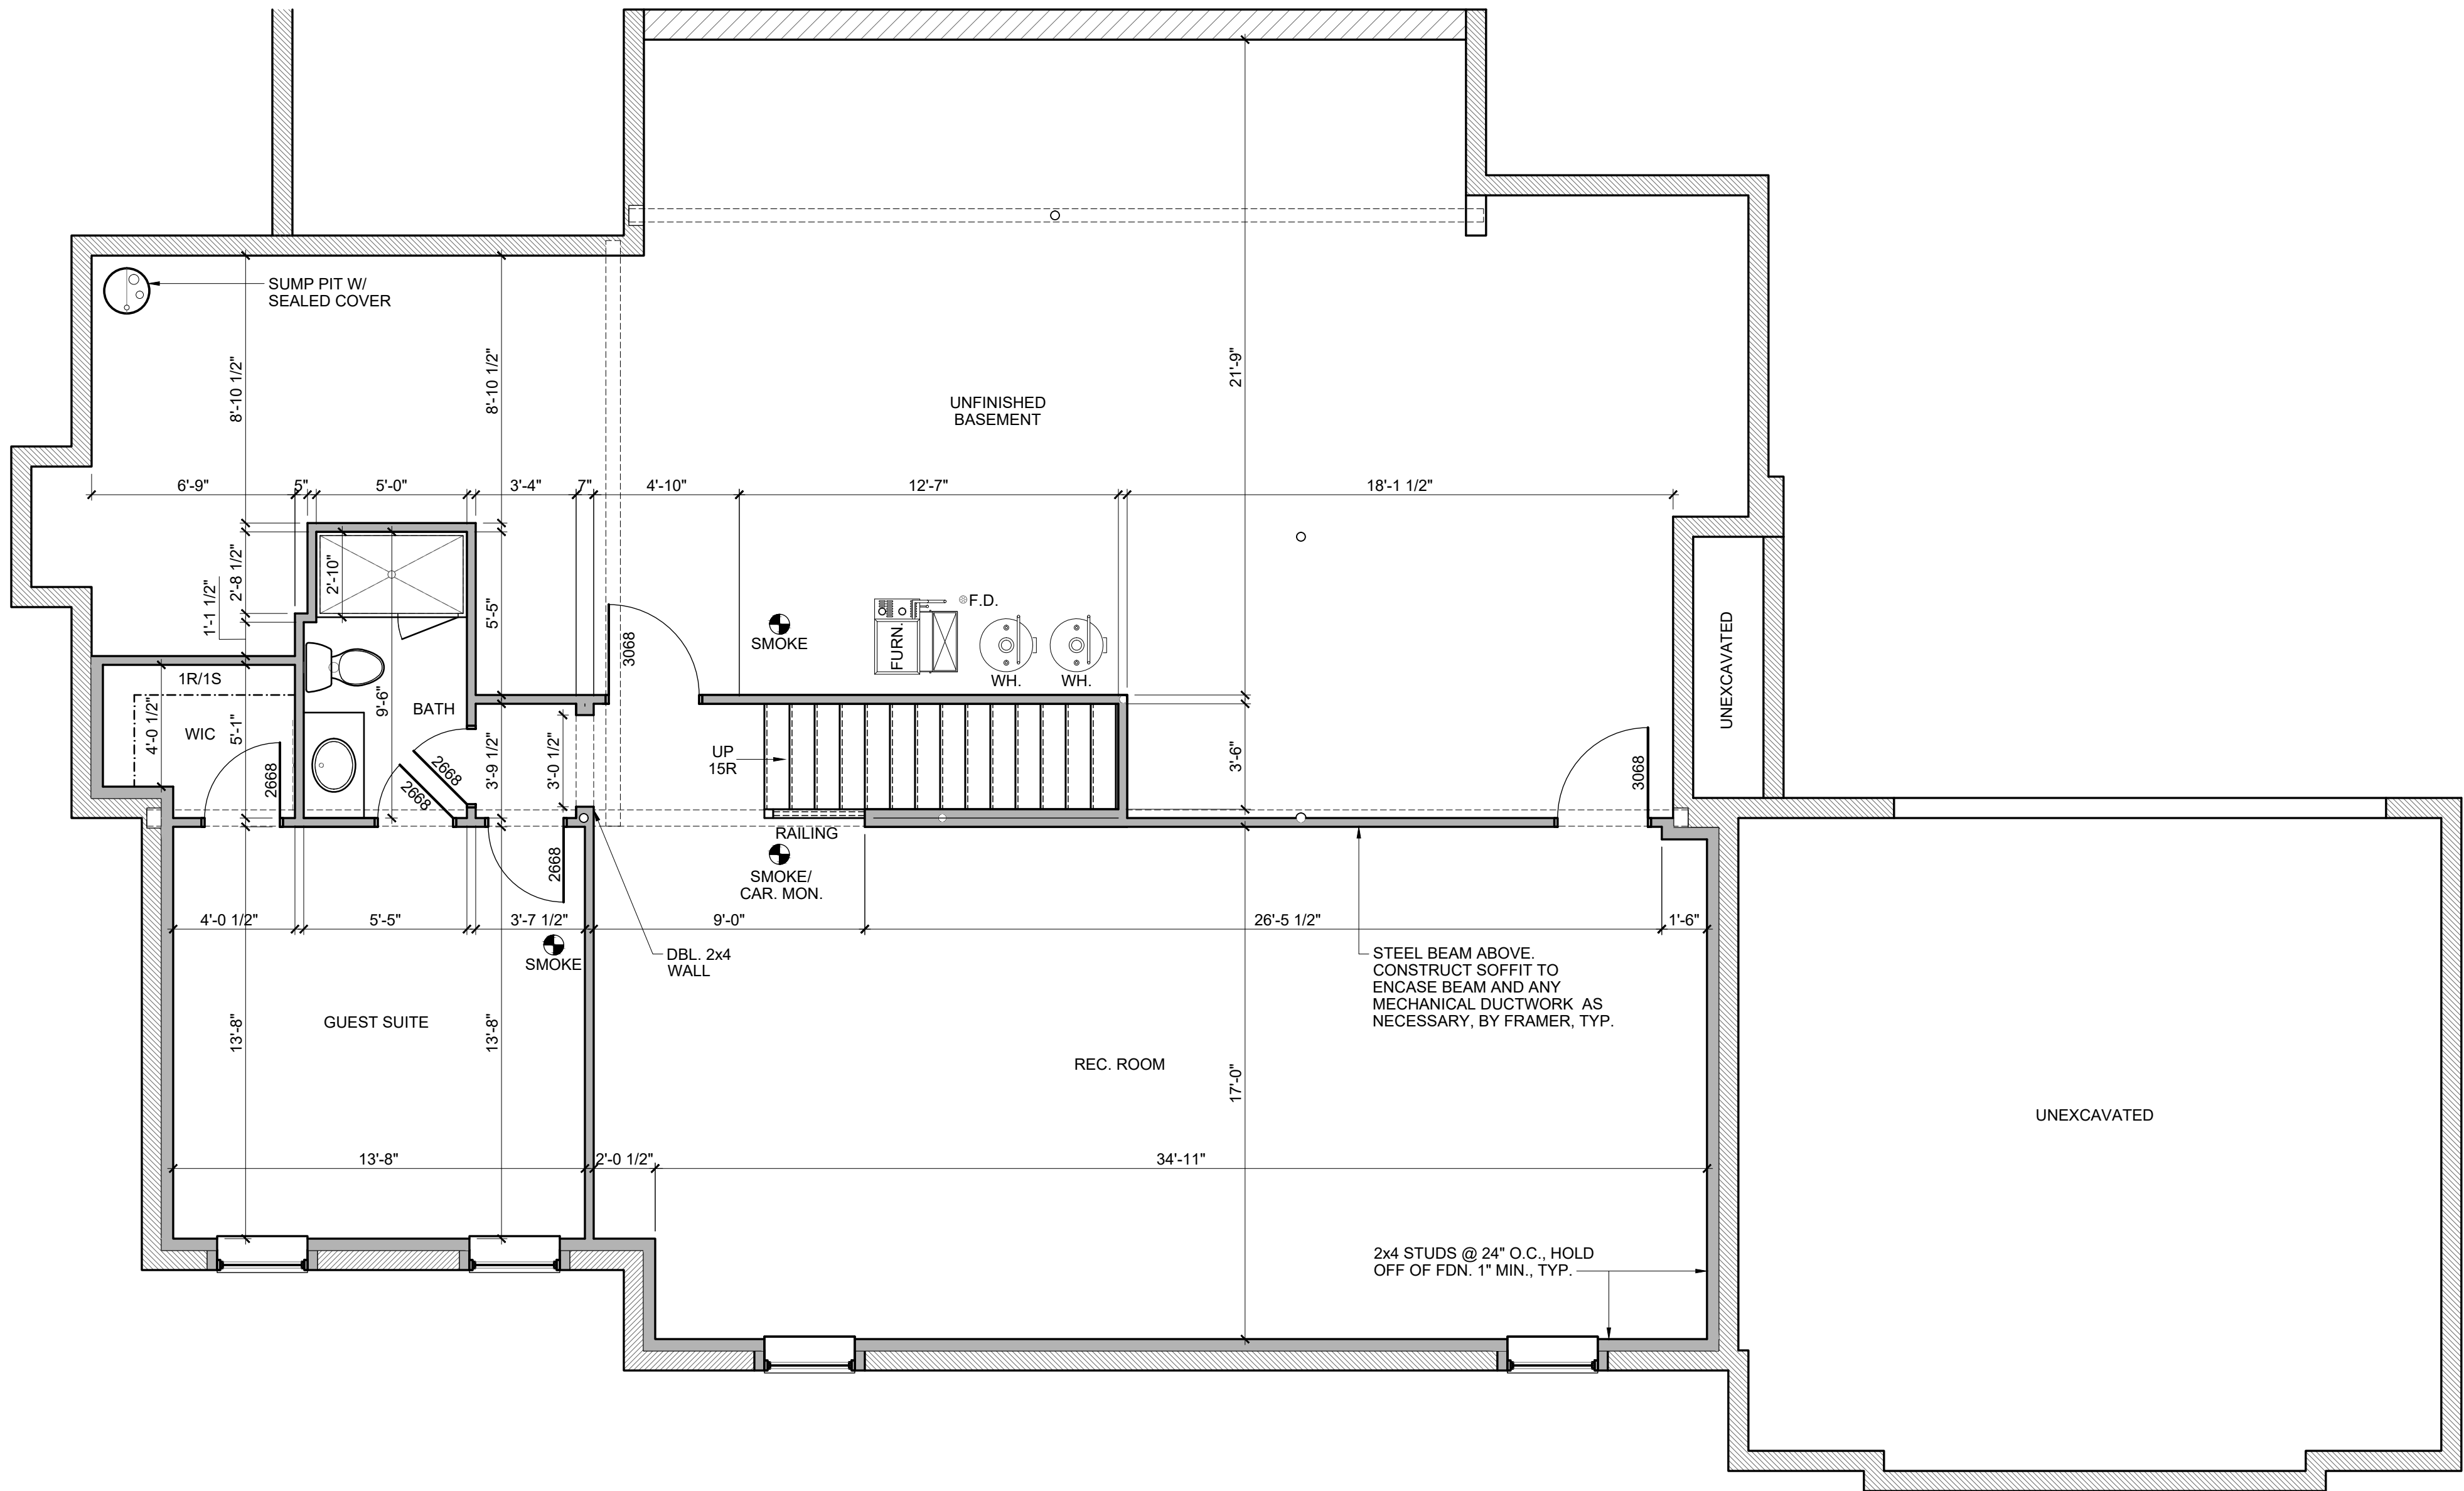 SUMP PIT W/
SEALED COVER
8'-10 1/2"
8'-10 1/2"
21'-9"
UNFINISHED
BASEMENT
6'-9"
5"
5'-0"
3'-4"
7"
4'-10"
12'-7"
18'-1 1/2"
2'-8 1/2"
1'-1 1/2"
2'-10"
5'-5"
3068
SMOKE
FURN.
F.D.
WH.
WH.
UNEXCAVATED
1R/1S
4'-0 1/2"
5'-1"
WIC
2668
9'-6"
BATH
2668
2668
3'-9 1/2"
3'-0 1/2"
UP
15R
3'-6"
3068
RAILING
SMOKE/
CAR. MON.
2668
4'-0 1/2"
5'-5"
3'-7 1/2"
9'-0"
26'-5 1/2"
1'-6"
SMOKE
DBL. 2x4
WALL
STEEL BEAM ABOVE.
CONSTRUCT SOFFIT TO
ENCASE BEAM AND ANY
MECHANICAL DUCTWORK AS
NECESSARY, BY FRAMER, TYP.
13'-8"
GUEST SUITE
13'-8"
REC. ROOM
17'-0"
UNEXCAVATED
13'-8"
2'-0 1/2"
34'-11"
2x4 STUDS @ 24" O.C., HOLD
OFF OF FDN. 1" MIN., TYP.